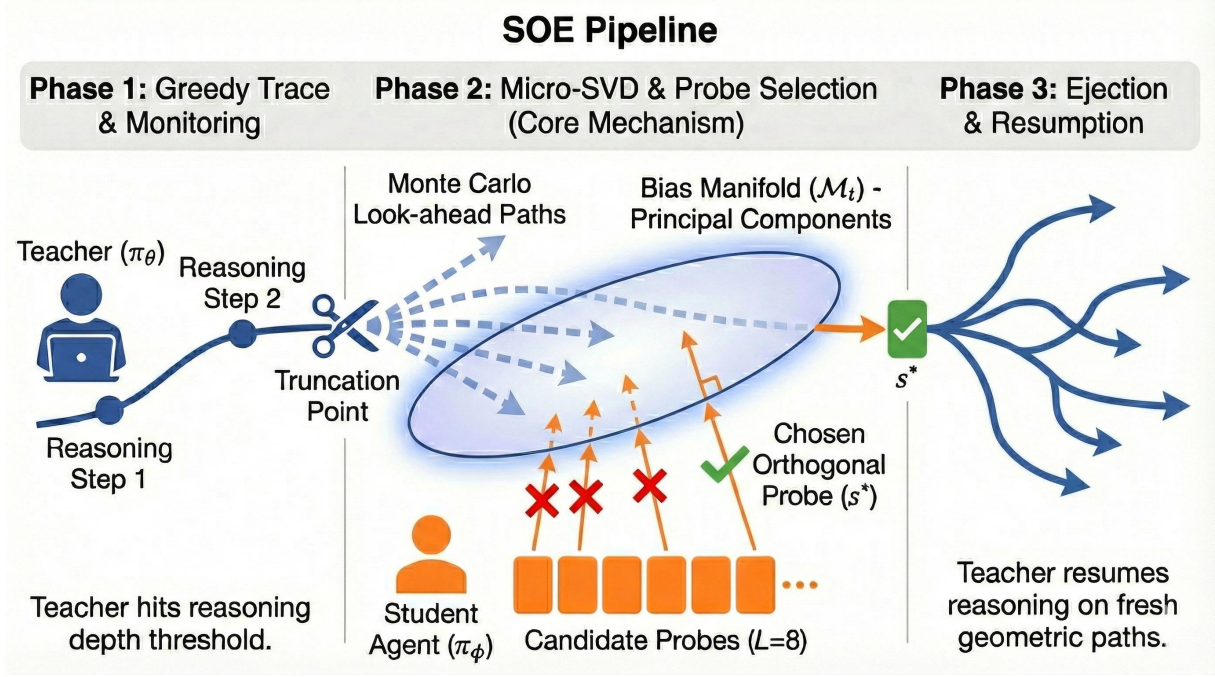 SOE Pipeline
Phase 1: Greedy Trace
& Monitoring
Phase 2: Micro-SVD & Probe Selection
(Core Mechanism)
Phase 3: Ejection
& Resumption
Teacher (π_θ)
Reasoning
Step 2
Reasoning
Step 1
Truncation
Point
Teacher hits reasoning
depth threshold.
Monte Carlo
Look-ahead Paths
Bias Manifold (ℳ_t) -
Principal Components
Chosen
Orthogonal
Probe (s*)
Student
Agent (π_ϕ)
Candidate Probes (L=8)
s*
Teacher resumes
reasoning on fresh
geometric paths.